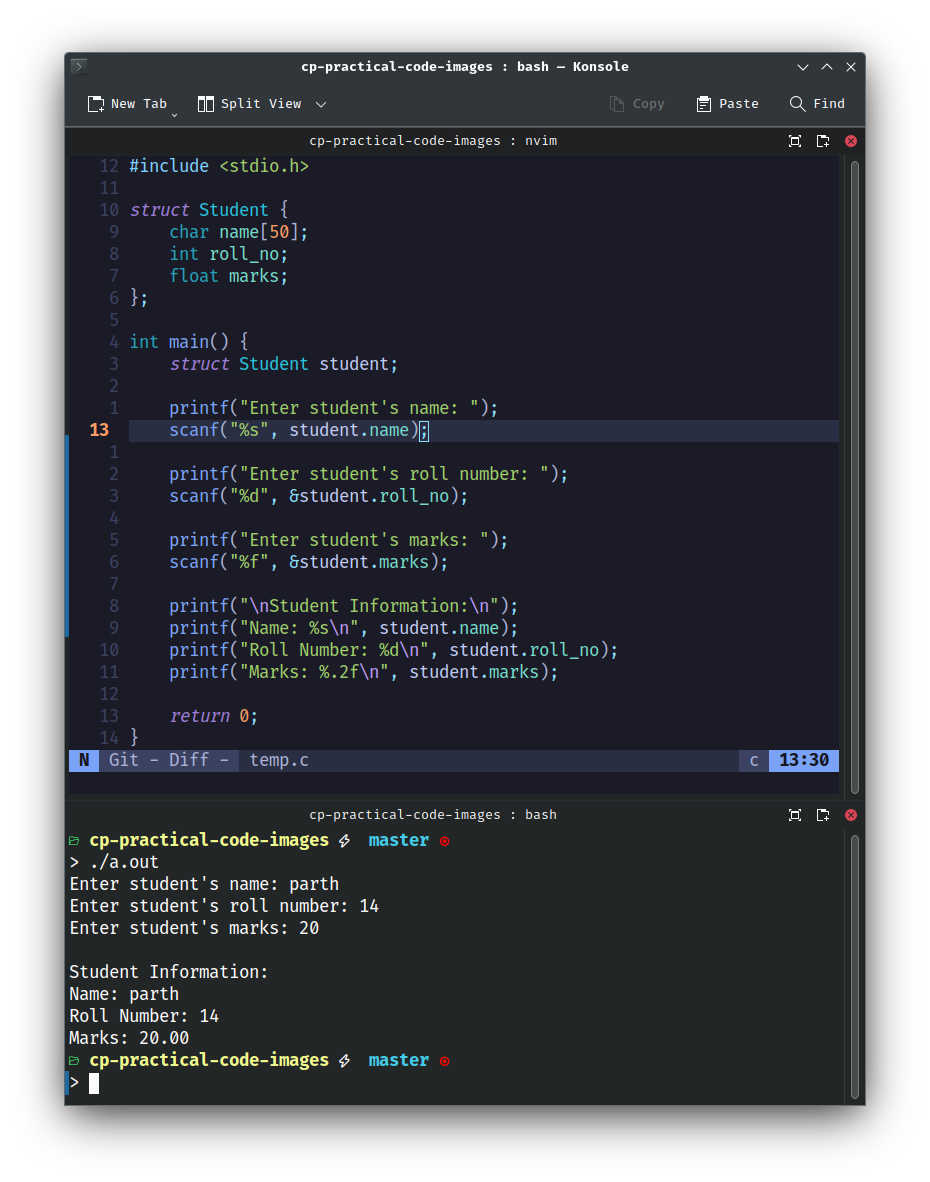 cp-practical-code-images : bash — Konsole
New Tab Split View Copy Paste Find
cp-practical-code-images : nvim
12 #include <stdio.h>
11
10 struct Student {
9     char name[50];
8     int roll_no;
7     float marks;
6 };
5
4 int main() {
3     struct Student student;
2
1     printf("Enter student's name: ");
13     scanf("%s", student.name);
1
2     printf("Enter student's roll number: ");
3     scanf("%d", &student.roll_no);
4
5     printf("Enter student's marks: ");
6     scanf("%f", &student.marks);
7
8     printf("\nStudent Information:\n");
9     printf("Name: %s\n", student.name);
10     printf("Roll Number: %d\n", student.roll_no);
11     printf("Marks: %.2f\n", student.marks);
12
13     return 0;
14 }
N Git - Diff - temp.c c 13:30
cp-practical-code-images : bash
cp-practical-code-images master
> ./a.out
Enter student's name: parth
Enter student's roll number: 14
Enter student's marks: 20

Student Information:
Name: parth
Roll Number: 14
Marks: 20.00
cp-practical-code-images master
>